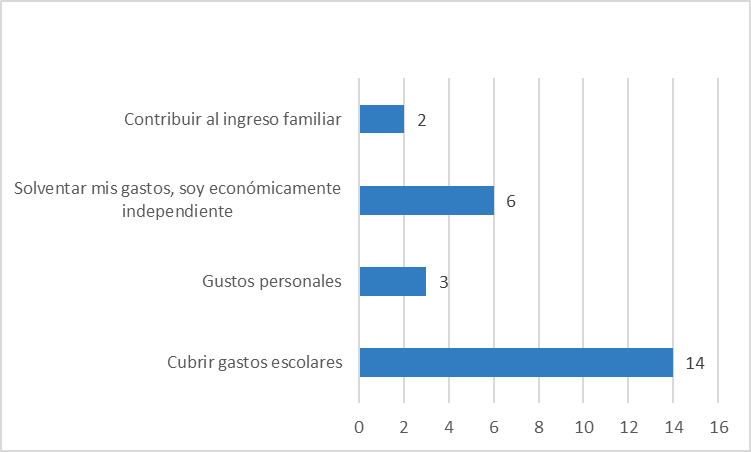 Contribuir al ingreso familiar
2
Solventar mis gastos, soy económicamente
independiente
6
Gustos personales
3
Cubrir gastos escolares
14
0 2 4 6 8 10 12 14 16